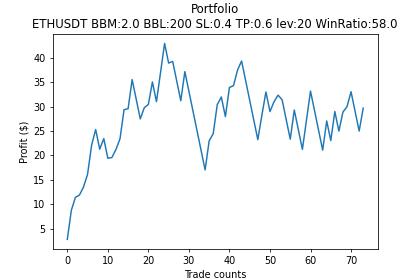 Portfolio
ETHUSDT BBM:2.0 BBL:200 SL:0.4 TP:0.6 lev:20 WinRatio:58.0
40
35
30
25
20
15
10
5
Profit ($)
0 10 20 30 40 50 60 70
Trade counts